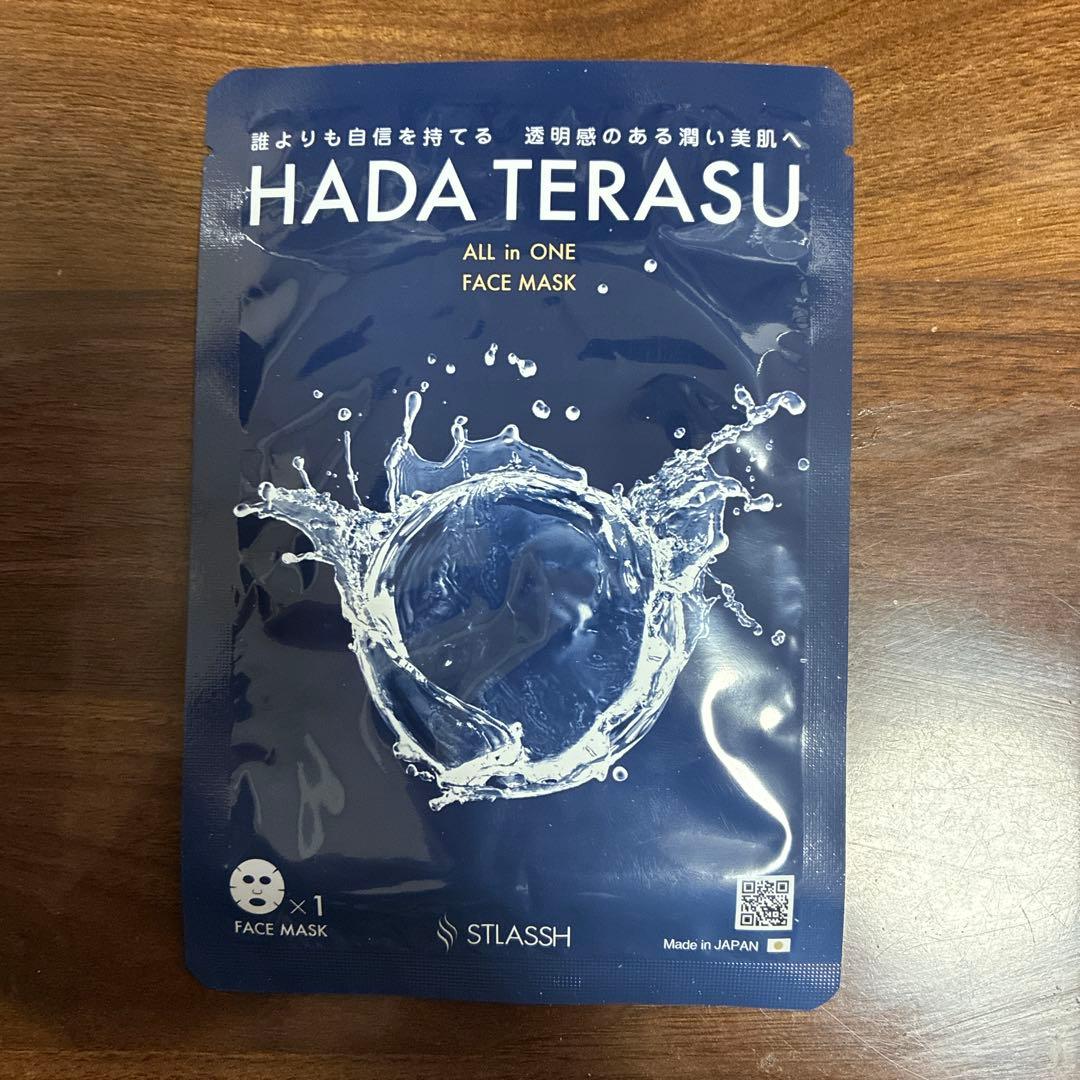 誰よりも自信を持てる 透明感のある潤い美肌へ
HADA TERASU
ALL in ONE
FACE MASK
×1
FACE MASK
STLASSH
Made in JAPAN